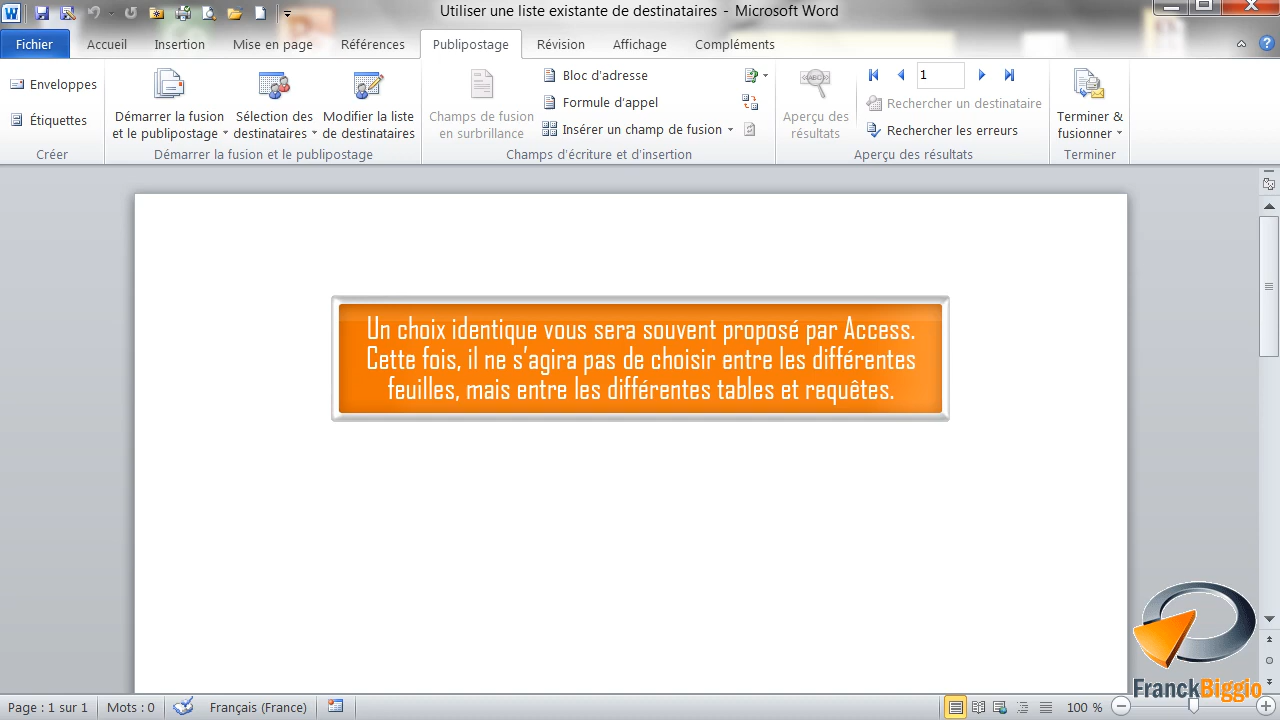 Utiliser une liste existante de destinataires - Microsoft Word
Fichier
Accueil
Insertion
Mise en page
Références
Publipostage
Révision
Affichage
Compléments
Enveloppes
Étiquettes
Créer
Démarrer la fusion
et le publipostage
Sélection des
destinataires
Modifier la liste
de destinataires
Démarrer la fusion et le publipostage
Champs de fusion
en surbrillance
Bloc d'adresse
Formule d'appel
Insérer un champ de fusion
Champs d'écriture et d'insertion
Aperçu des
résultats
1
Rechercher un destinataire
Rechercher les erreurs
Aperçu des résultats
Terminer &
fusionner
Terminer
Un choix identique vous sera souvent proposé par Access.
Cette fois, il ne s'agira pas de choisir entre les différentes
feuilles, mais entre les différentes tables et requêtes.
FranckBiggio
Page : 1 sur 1
Mots : 0
Français (France)
100 %